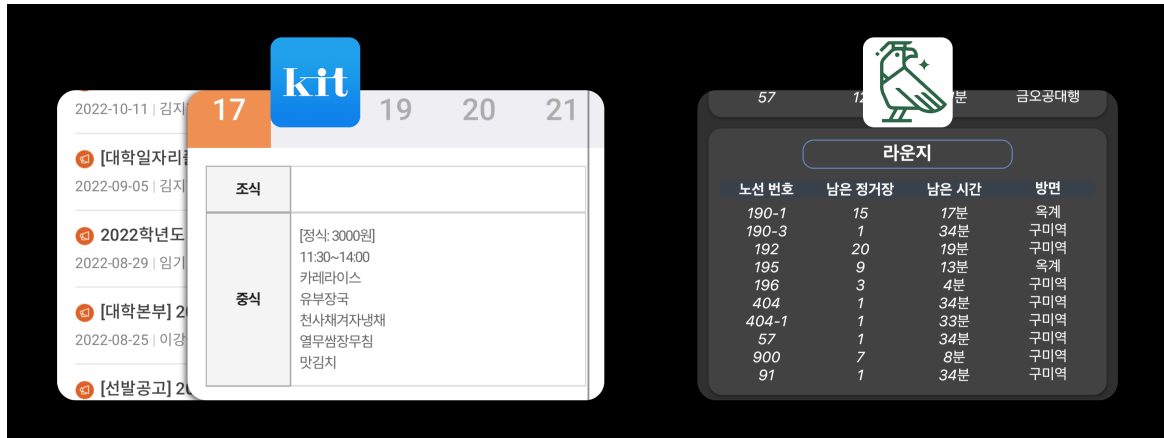 kit
2022-10-11 | 김지
[대학일자리
2022-09-05 | 김지
2022학년도
2022-08-29 | 임기
[대학본부] 20
2022-08-25 | 이강
[선발공고] 20
17 19 20 21
조식
중식
[정식: 3000원]
11:30~14:00
카레라이스
유부장국
천사채겨자냉채
열무쌈장무침
맛김치
57 금오공대행
라운지
노선 번호 남은 정거장 남은 시간 방면
190-1 15 17분 옥계
190-3 1 34분 구미역
192 20 19분 구미역
195 9 13분 옥계
196 3 4분 구미역
404 1 34분 구미역
404-1 1 33분 구미역
57 1 34분 구미역
900 7 8분 구미역
91 1 34분 구미역